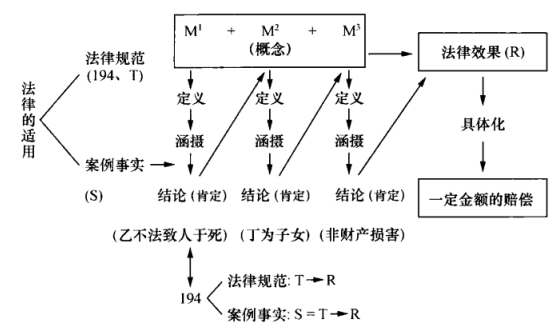 M¹ + M² + M³
(概念)
法律效果(R)
法律规范
(194、T)
法律的适用
定义 定义 定义
具体化
涵摄 涵摄 涵摄
案例事实
(S)
结论(肯定) 结论(肯定) 结论(肯定)
一定金额的赔偿
(乙不法致人于死) (丁为子女) (非财产损害)
194
法律规范: T→R
案例事实: S = T→R